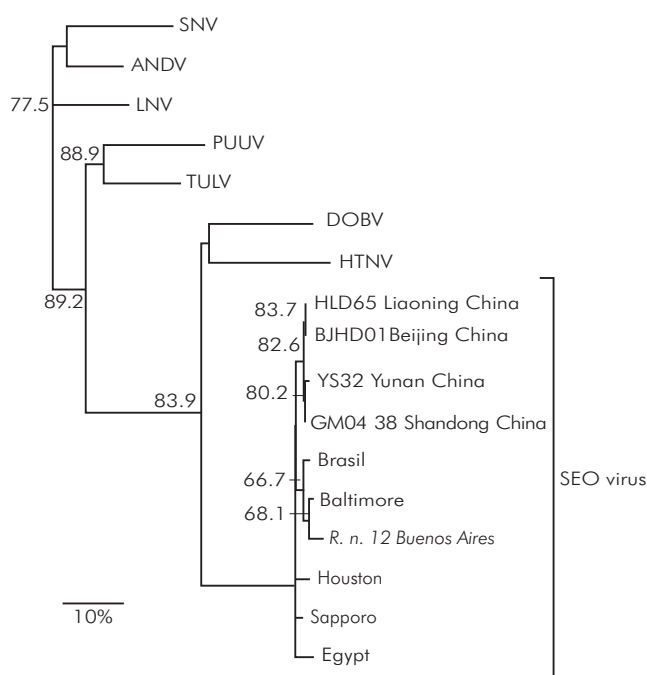 SNV
ANDV
77.5
LNV
88.9
PUUV
TULV
DOBV
HTNV
89.2
83.7
HLD65 Liaoning China
82.6
BJHD01Beijing China
80.2
YS32 Yunan China
83.9
GM04 38 Shandong China
Brasil
66.7
SEO virus
Baltimore
68.1
R. n. 12 Buenos Aires
Houston
10%
Sapporo
Egypt